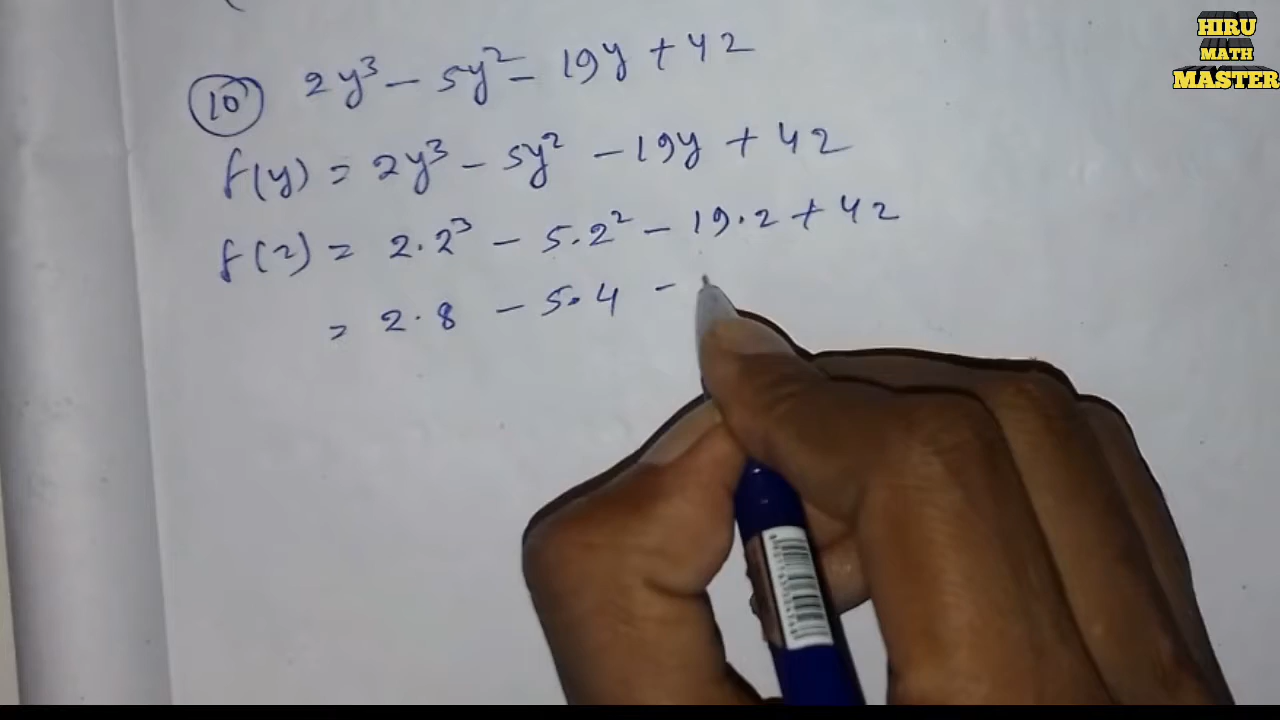 HIRU
MATH
MASTER
10 2y³ - 5y² - 19y + 42
f(y) = 2y³ - 5y² - 19y + 42
f(2) = 2.2³ - 5.2² - 19.2 + 42
= 2.8 - 5.4 -